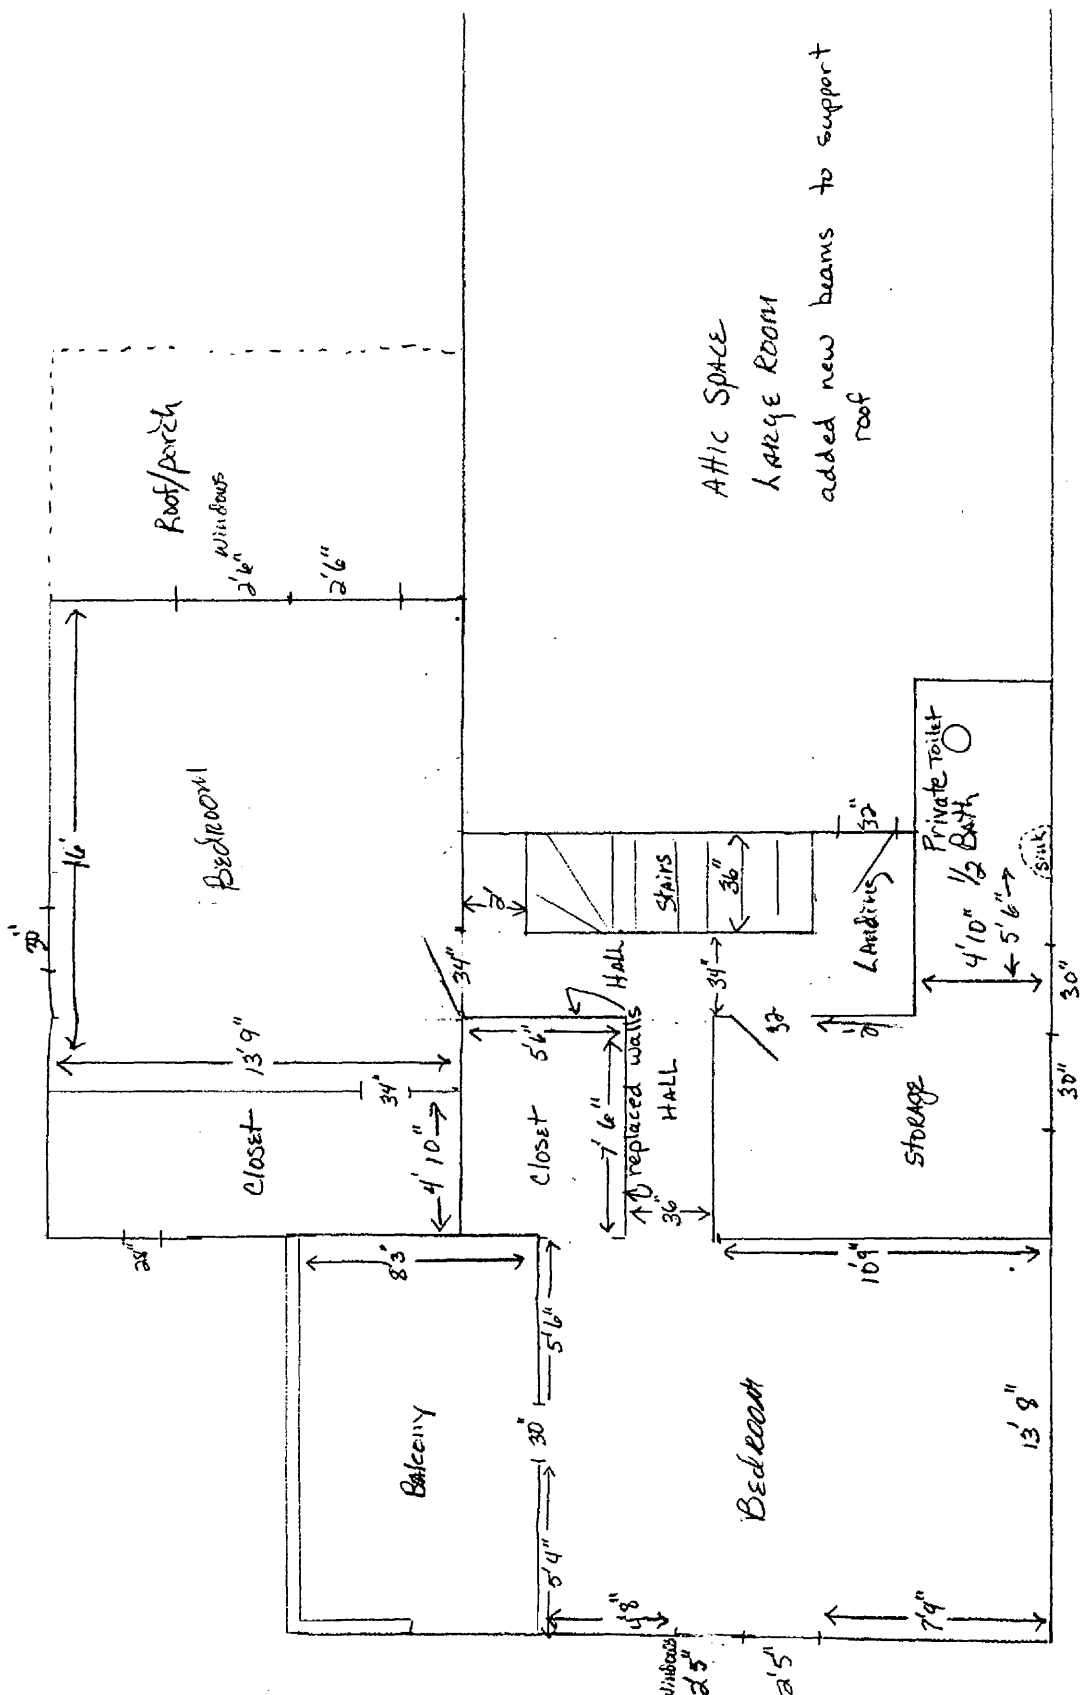 Roof/porch
windows
2'6"
2'6"
16'
Bedroom
30"
13'9"
34"
Closet
4'10"
28"
34"
Attic Space
Large Room
added new beams to support
roof
Stairs
36"
32"
Landing
Private Toilet
1/2 Bath
sink
4'10"
5'6"
30"
30"
Hall
34"
32
5'6"
Closet
7'6"
replaced walls
Hall
36"
Storage
8'3"
Balcony
5'6"
30"
5'4"
10'9"
Bedroom
13'8"
4'8"
7'9"
Windows
2'5"
2'5"